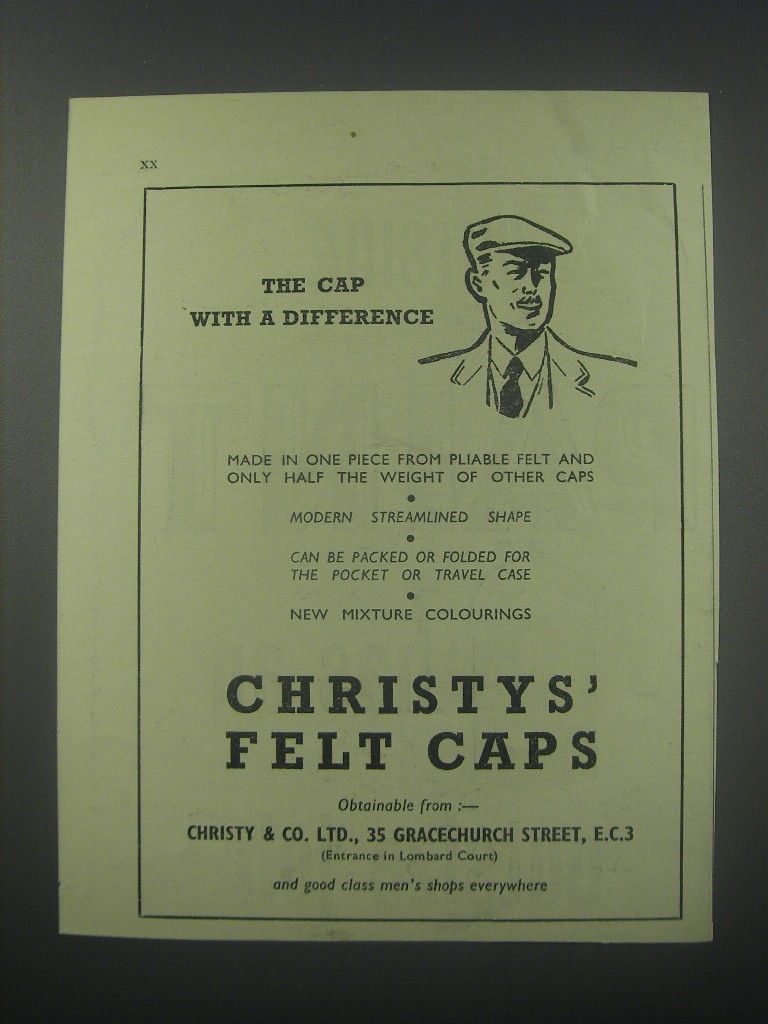 xx
THE CAP
WITH A DIFFERENCE
MADE IN ONE PIECE FROM PLIABLE FELT AND
ONLY HALF THE WEIGHT OF OTHER CAPS
•
MODERN STREAMLINED SHAPE
•
CAN BE PACKED OR FOLDED FOR
THE POCKET OR TRAVEL CASE
•
NEW MIXTURE COLOURINGS
CHRISTYS’
FELT CAPS
Obtainable from :—
CHRISTY & CO. LTD., 35 GRACECHURCH STREET, E.C.3
(Entrance in Lombard Court)
and good class men's shops everywhere